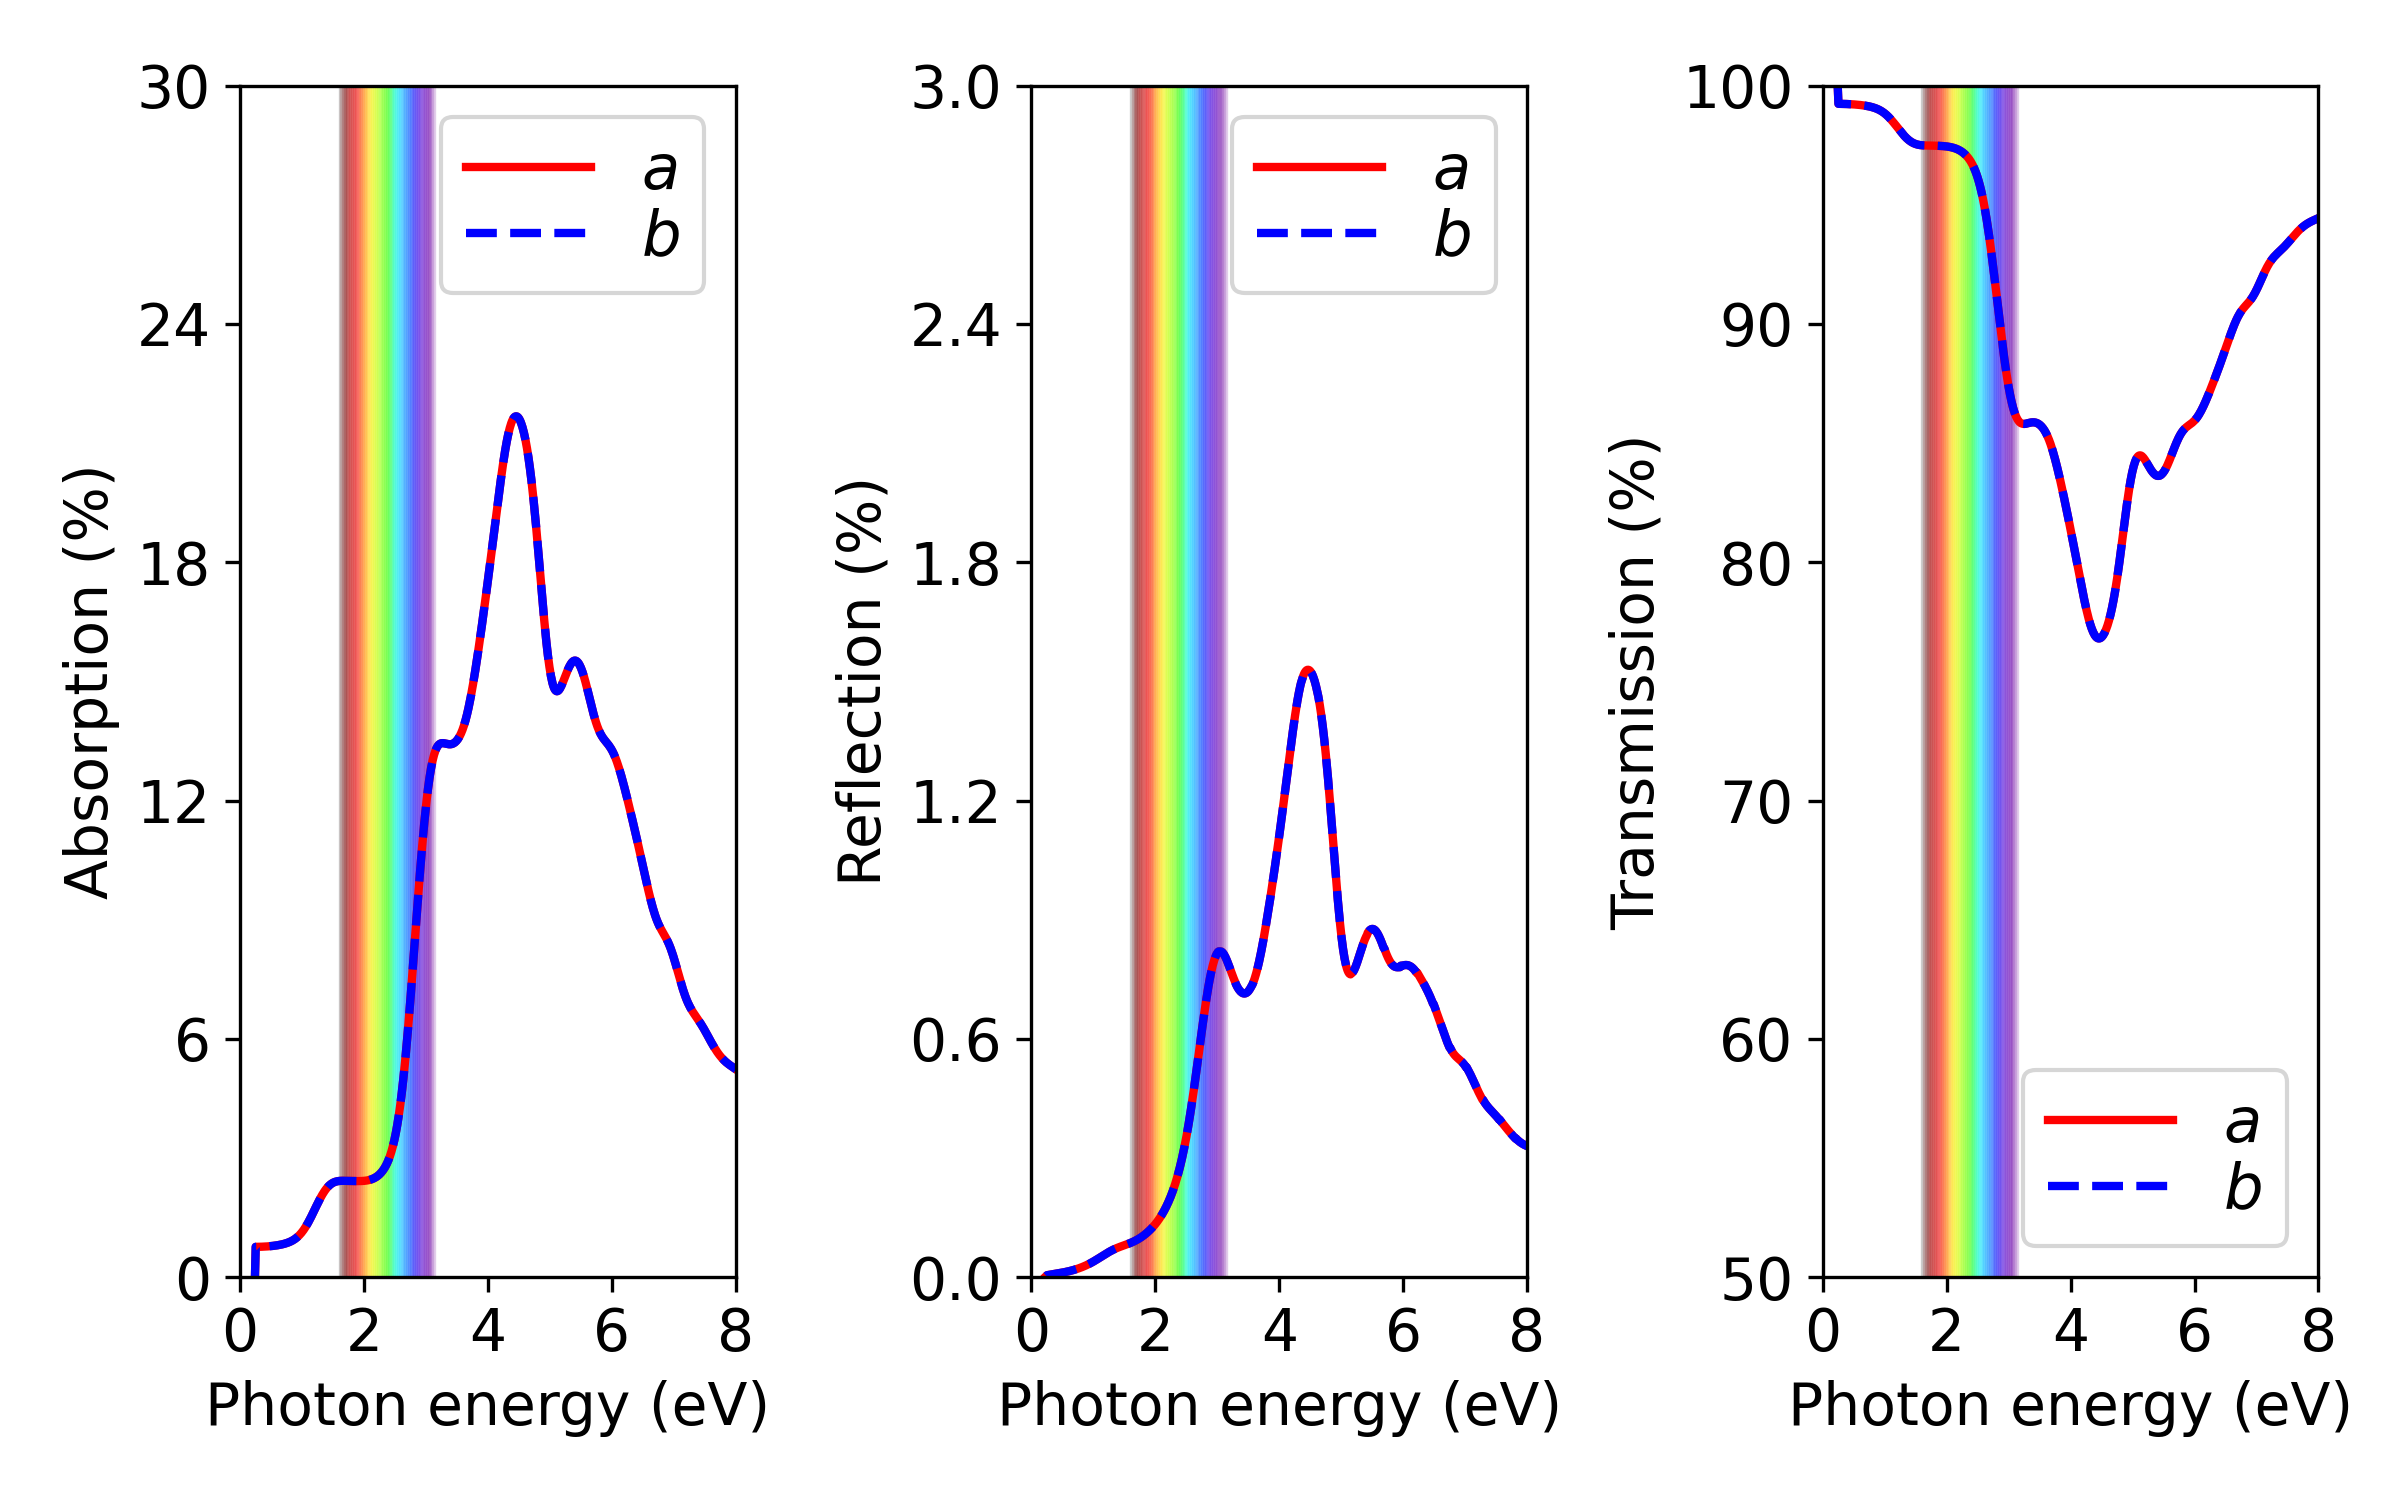 Absorption (%)
30
24
18
12
6
0
0 2 4 6 8
Photon energy (eV)
a
b
Reflection (%)
3.0
2.4
1.8
1.2
0.6
0.0
0 2 4 6 8
Photon energy (eV)
a
b
Transmission (%)
100
90
80
70
60
50
0 2 4 6 8
Photon energy (eV)
a
b